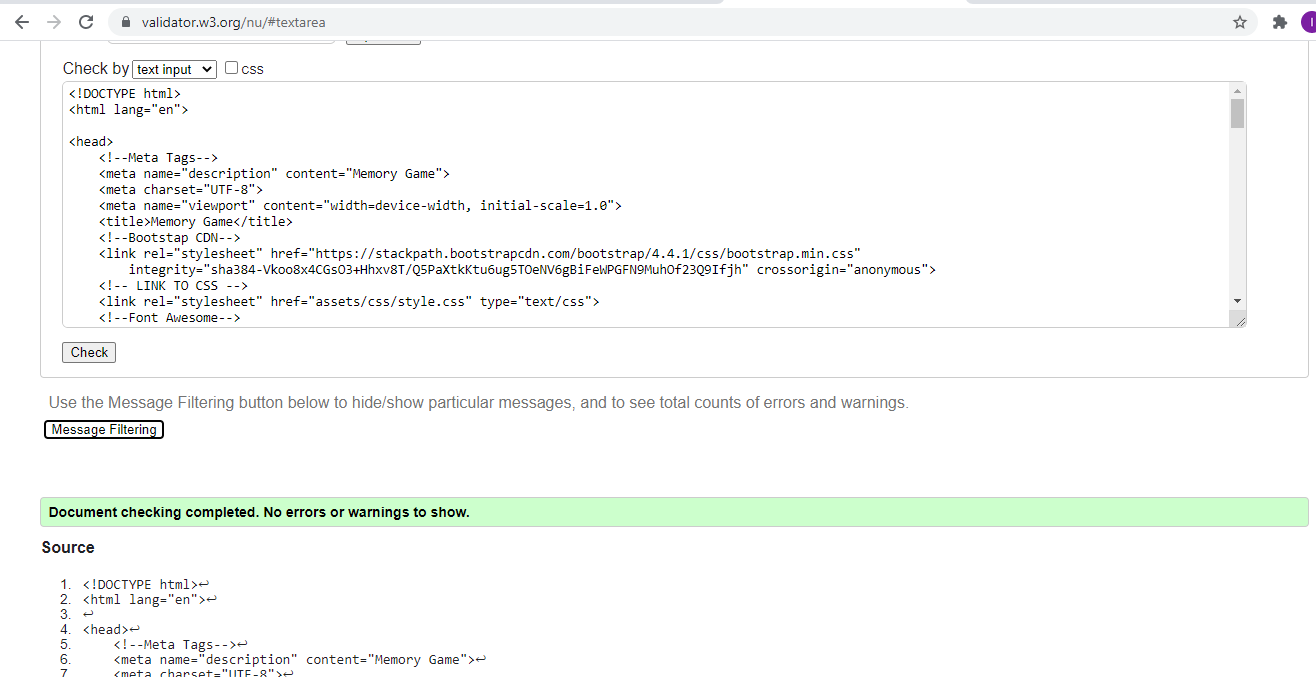 validator.w3.org/nu/#textarea
Check by text input css
<!DOCTYPE html>
<html lang="en">
<head>
<!--Meta Tags-->
<meta name="description" content="Memory Game">
<meta charset="UTF-8">
<meta name="viewport" content="width=device-width, initial-scale=1.0">
<title>Memory Game</title>
<!--Bootstap CDN-->
<link rel="stylesheet" href="https://stackpath.bootstrapcdn.com/bootstrap/4.4.1/css/bootstrap.min.css"
integrity="sha384-Vkoo8x4CGsO3+Hhxv8T/Q5PaXtkKtu6ug5TOeNV6gBiFeWPGFN9MuhOf23Q9Ifjh" crossorigin="anonymous">
<!-- LINK TO CSS -->
<link rel="stylesheet" href="assets/css/style.css" type="text/css">
<!--Font Awesome-->
Check
Use the Message Filtering button below to hide/show particular messages, and to see total counts of errors and warnings.
Message Filtering
Document checking completed. No errors or warnings to show.
Source
1. <!DOCTYPE html>↩
2. <html lang="en">↩
3. ↩
4. <head>↩
5. <!--Meta Tags-->↩
6. <meta name="description" content="Memory Game">↩
7. <meta charset="UTF-8">↩